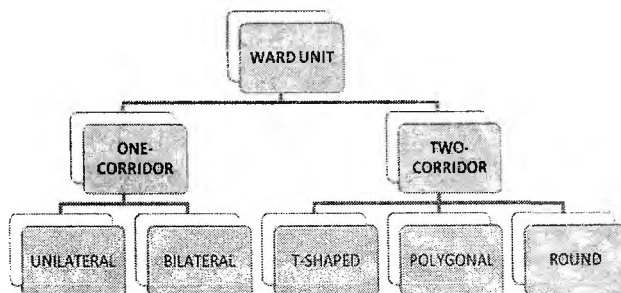 WARD UNIT
ONE-
CORRIDOR
TWO-
CORRIDOR
UNILATERAL
BILATERAL
T-SHAPED
POLYGONAL
ROUND